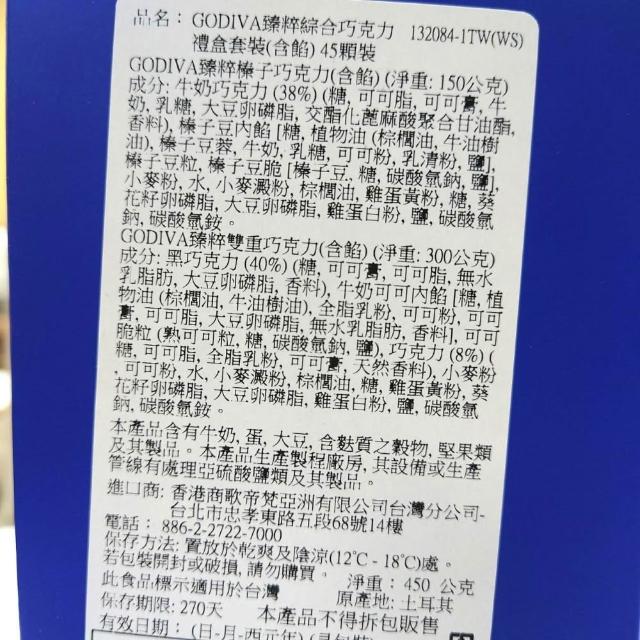 品名: GODIVA臻粹綜合巧克力 132084-1TW(WS)
禮盒套裝(含餡) 45顆裝
GODIVA臻粹榛子巧克力(含餡) (淨重: 150公克)
成分: 牛奶巧克力 (38%) (糖, 可可脂, 可可膏, 牛
奶, 乳糖, 大豆卵磷脂, 交酯化蓖麻酸聚合甘油酯,
香料), 榛子豆內餡 [糖, 植物油 (棕櫚油, 牛油樹
油), 榛子豆蓉, 牛奶, 乳糖, 可可粉, 乳清粉, 鹽],
榛子豆粒, 榛子豆脆 [榛子豆, 糖, 碳酸氫鈉, 鹽],
小麥粉, 水, 小麥澱粉, 棕櫚油, 雞蛋黃粉, 糖, 葵
花籽卵磷脂, 大豆卵磷脂, 雞蛋白粉, 鹽, 碳酸氫
鈉, 碳酸氫銨。
GODIVA臻粹雙重巧克力(含餡) (淨重: 300公克)
成分: 黑巧克力 (40%) (糖, 可可膏, 可可脂, 無水
乳脂肪, 大豆卵磷脂, 香料), 牛奶可可內餡 [糖, 植
物油 (棕櫚油, 牛油樹油), 全脂乳粉, 可可粉, 可可
膏, 可可脂, 大豆卵磷脂, 無水乳脂肪, 香料], 可可
脆粒 (熟可可粒, 糖, 碳酸氫鈉, 鹽), 巧克力 (8%) (
糖, 可可脂, 全脂乳粉, 可可膏, 天然香料), 小麥粉
, 可可粉, 水, 小麥澱粉, 棕櫚油, 糖, 雞蛋黃粉, 葵
花籽卵磷脂, 大豆卵磷脂, 雞蛋白粉, 鹽, 碳酸氫
鈉, 碳酸氫銨。
本產品含有牛奶, 蛋, 大豆, 含麩質之穀物, 堅果類
及其製品。本產品生產製程廠房, 其設備或生產
管線有處理亞硫酸鹽類及其製品。
進口商: 香港商歌帝梵亞洲有限公司台灣分公司-
台北市忠孝東路五段68號14樓
電話: 886-2-2722-7000
保存方法: 置放於乾爽及陰涼(12°C - 18°C)處。
若包裝開封或破損, 請勿購買。 淨重: 450 公克
此食品標示適用於台灣 原產地: 土耳其
保存期限: 270天 本產品不得拆包販售
有效日期: (日-月-西元年)